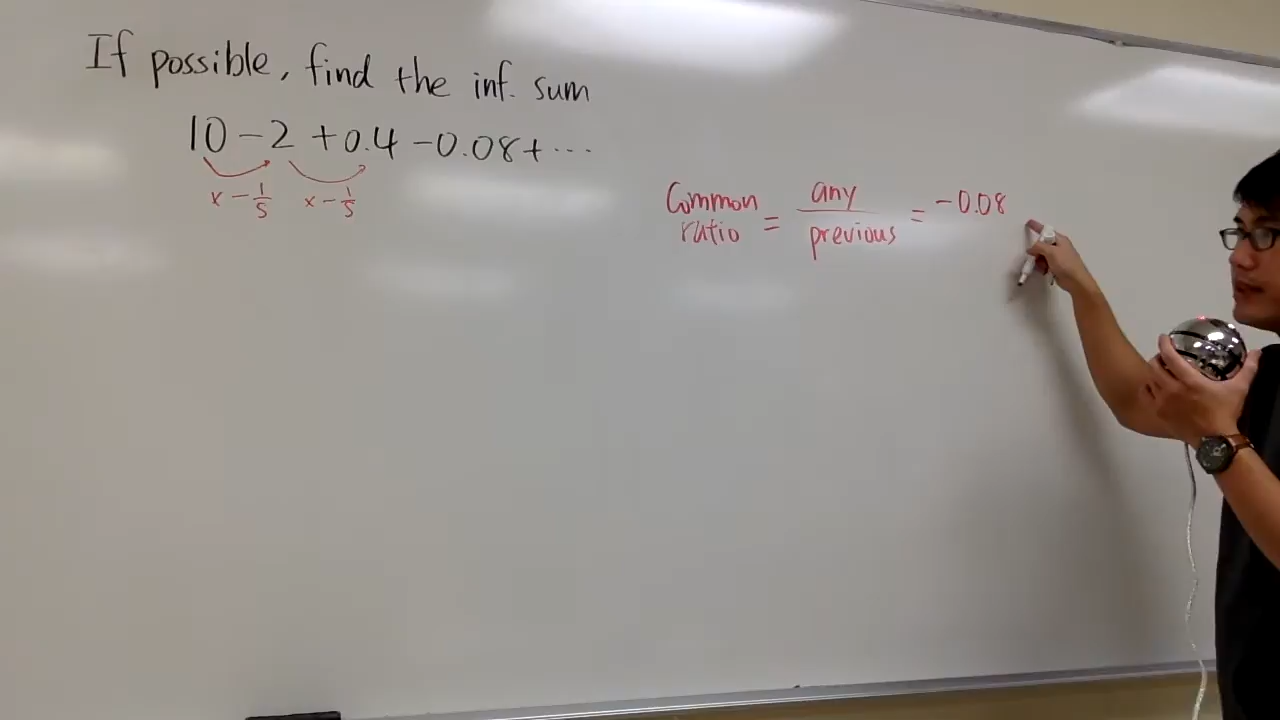 If possible, find the inf. sum
10 - 2 + 0.4 - 0.08 + ...
x - 1/5 x - 1/5
Common ratio = any / previous = -0.08